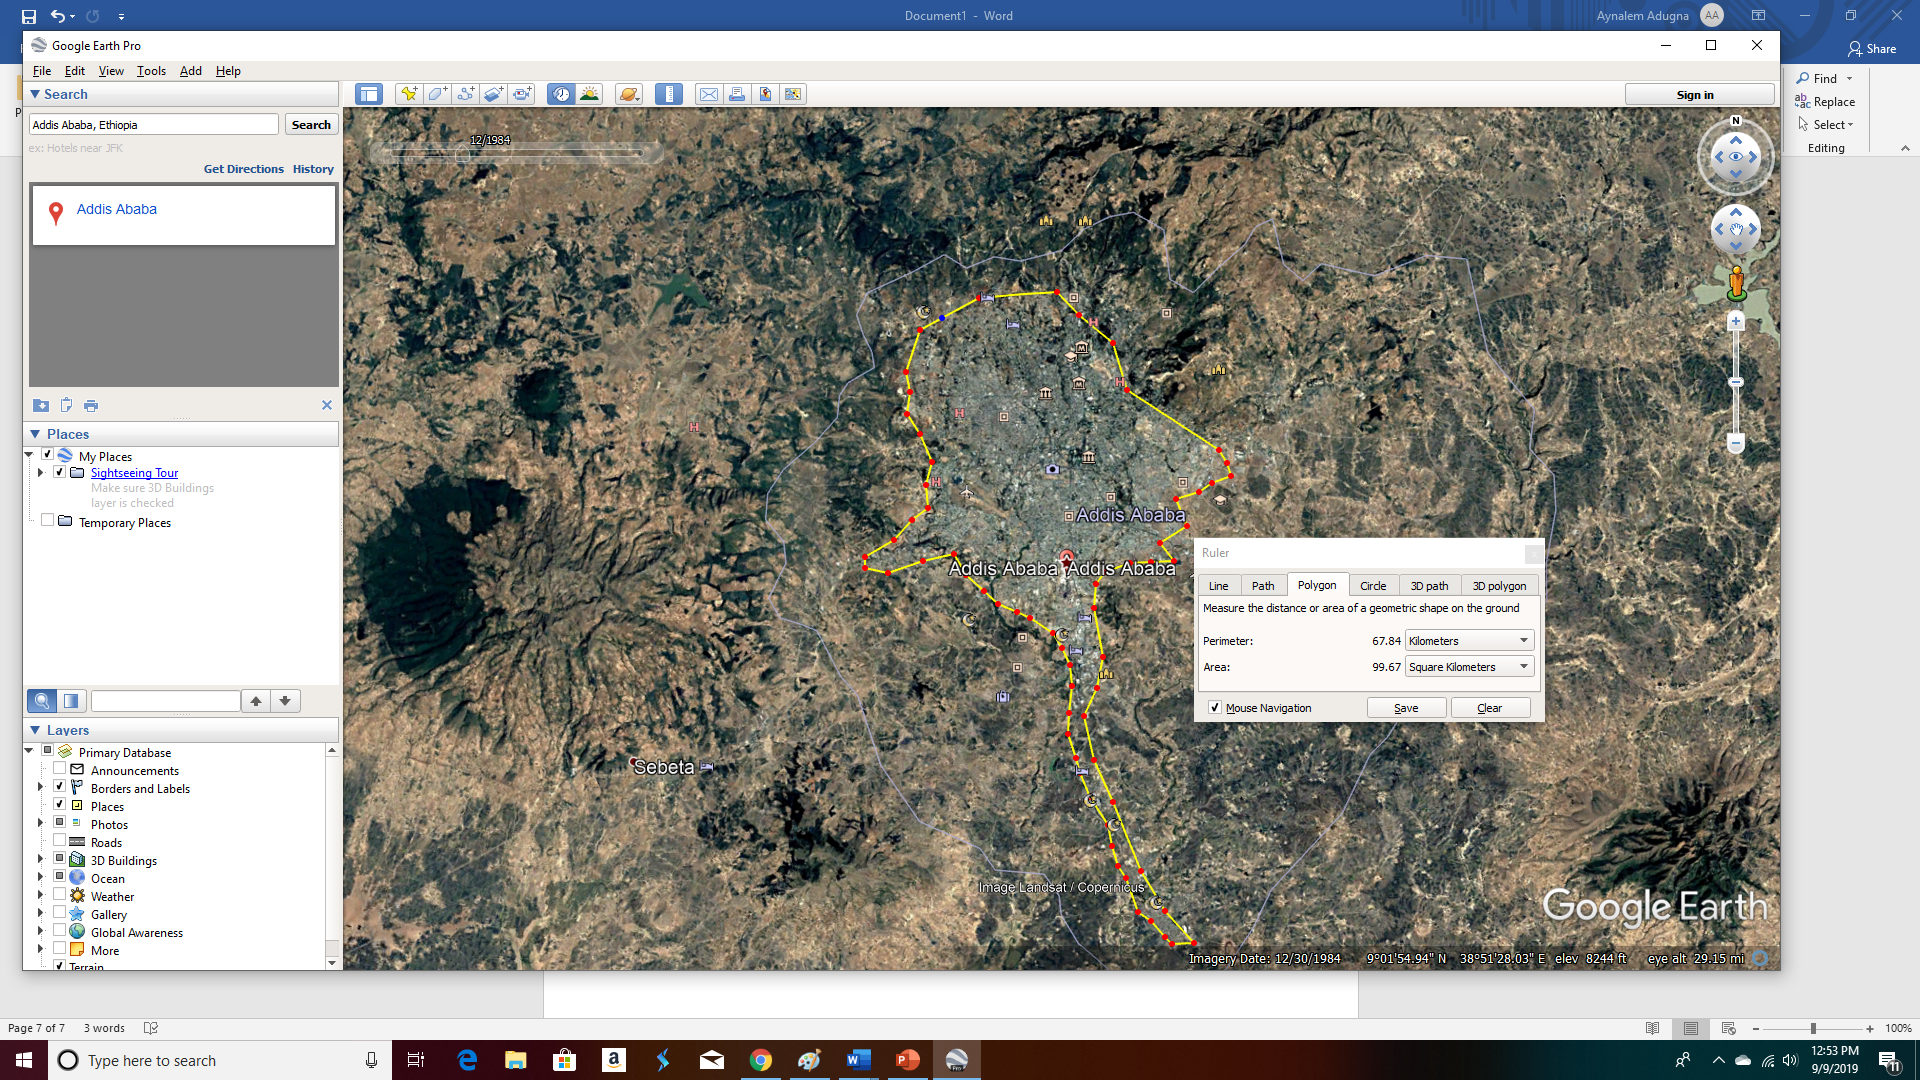 Document1 - Word
Aynalem Adugna
AA
Share
Google Earth Pro
File Edit View Tools Add Help
Find
Replace
Select
Editing
Search
Addis Ababa, Ethiopia
Search
ex: Hotels near JFK
Get Directions History
Addis Ababa
Places
My Places
Sightseeing Tour
Make sure 3D Buildings
layer is checked
Temporary Places
Layers
Primary Database
Announcements
Borders and Labels
Places
Photos
Roads
3D Buildings
Ocean
Weather
Gallery
Global Awareness
More
Terrain
Sign in
12/1984
N
Addis Ababa
Addis Ababa
Addis Ababa
Sebeta
Ruler
Line Path Polygon Circle 3D path 3D polygon
Measure the distance or area of a geometric shape on the ground
Perimeter: 67.84 Kilometers
Area: 99.67 Square Kilometers
Mouse Navigation Save Clear
Image Landsat / Copernicus
Google Earth
Imagery Date: 12/30/1984 9°01'54.94" N 38°51'28.03" E elev 8244 ft eye alt 29.15 mi
Page 7 of 7 3 words
100%
Type here to search
12:53 PM
9/9/2019
11